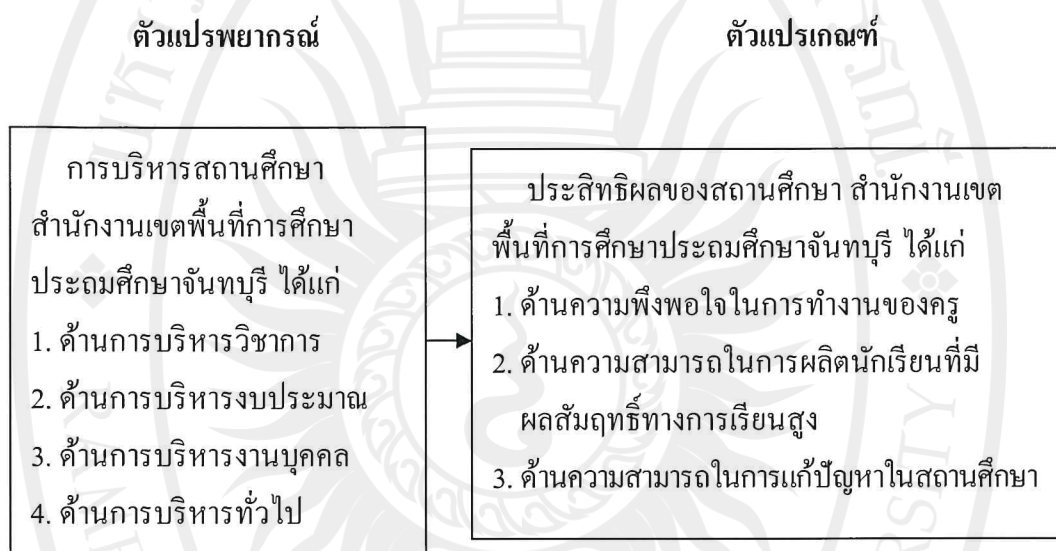 ตัวแปรพยากรณ์
ตัวแปรเกณฑ์
การบริหารสถานศึกษา
สำนักงานเขตพื้นที่การศึกษา
ประถมศึกษาจันทบุรี ได้แก่
1. ด้านการบริหารวิชาการ
2. ด้านการบริหารงบประมาณ
3. ด้านการบริหารงานบุคคล
4. ด้านการบริหารทั่วไป
ประสิทธิผลของสถานศึกษา สำนักงานเขต
พื้นที่การศึกษาประถมศึกษาจันทบุรี ได้แก่
1. ด้านความพึงพอใจในการทำงานของครู
2. ด้านความสามารถในการผลิตนักเรียนที่มี
ผลสัมฤทธิ์ทางการเรียนสูง
3. ด้านความสามารถในการแก้ปัญหาในสถานศึกษา